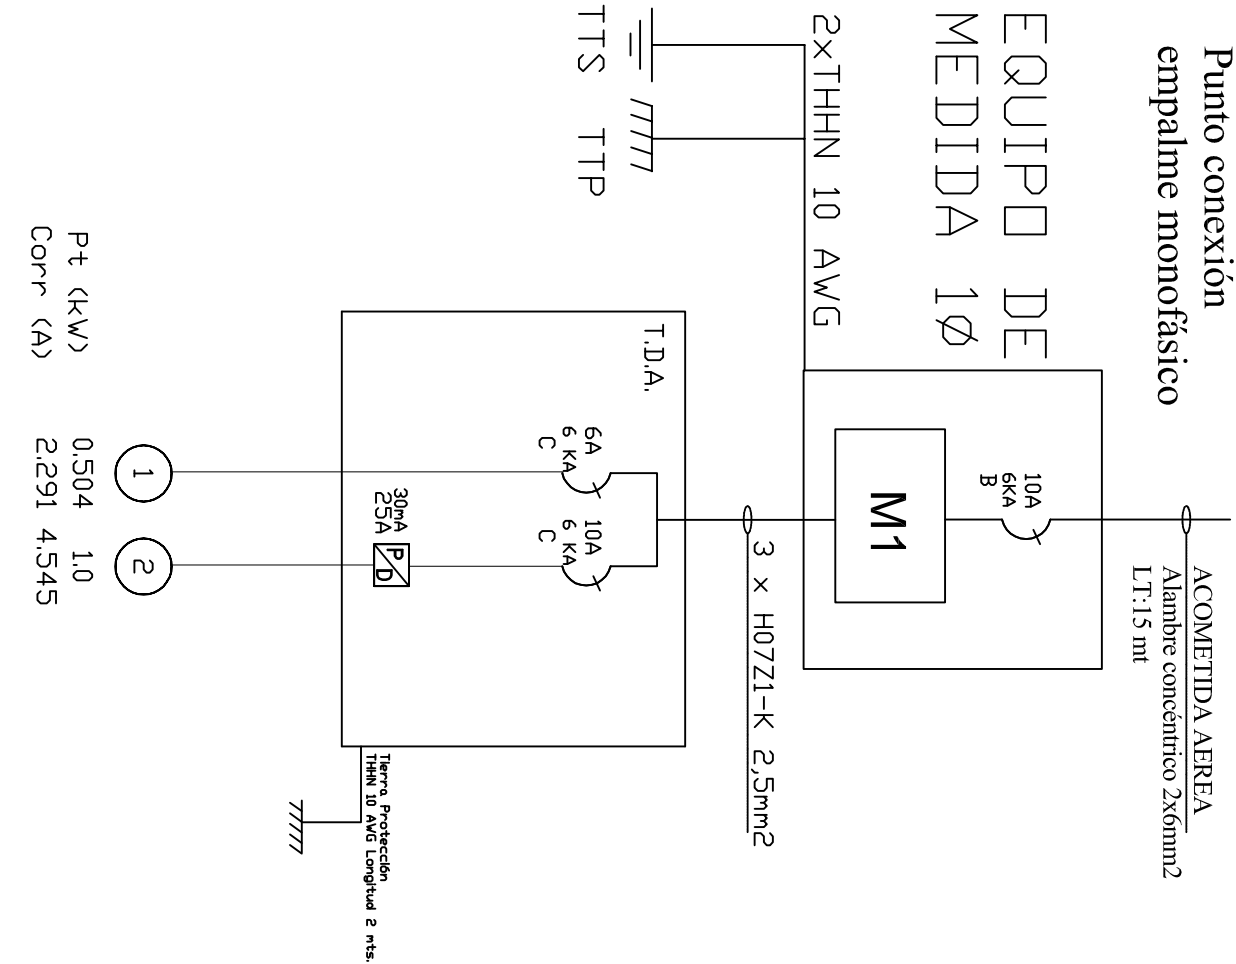 Punto conexión
empalme monofásico
ACOMETIDA AEREA
Alambre concéntrico 2x6mm2
LT:15 mt
EQUIPO DE
MEDIDA 1Ø
10A
6KA
B
M1
2xTHHN 10 AWG
TTS TTP
3 x H07Z1-K 2,5mm2
T.D.A.
6A
6 KA
C
10A
6 KA
C
30mA
25A
P
D
Tierra Protección
THHN 10 AWG Longitud 2 mts.
1
2
Pt (kW) 0.504 1.0
Corr (A) 2.291 4.545